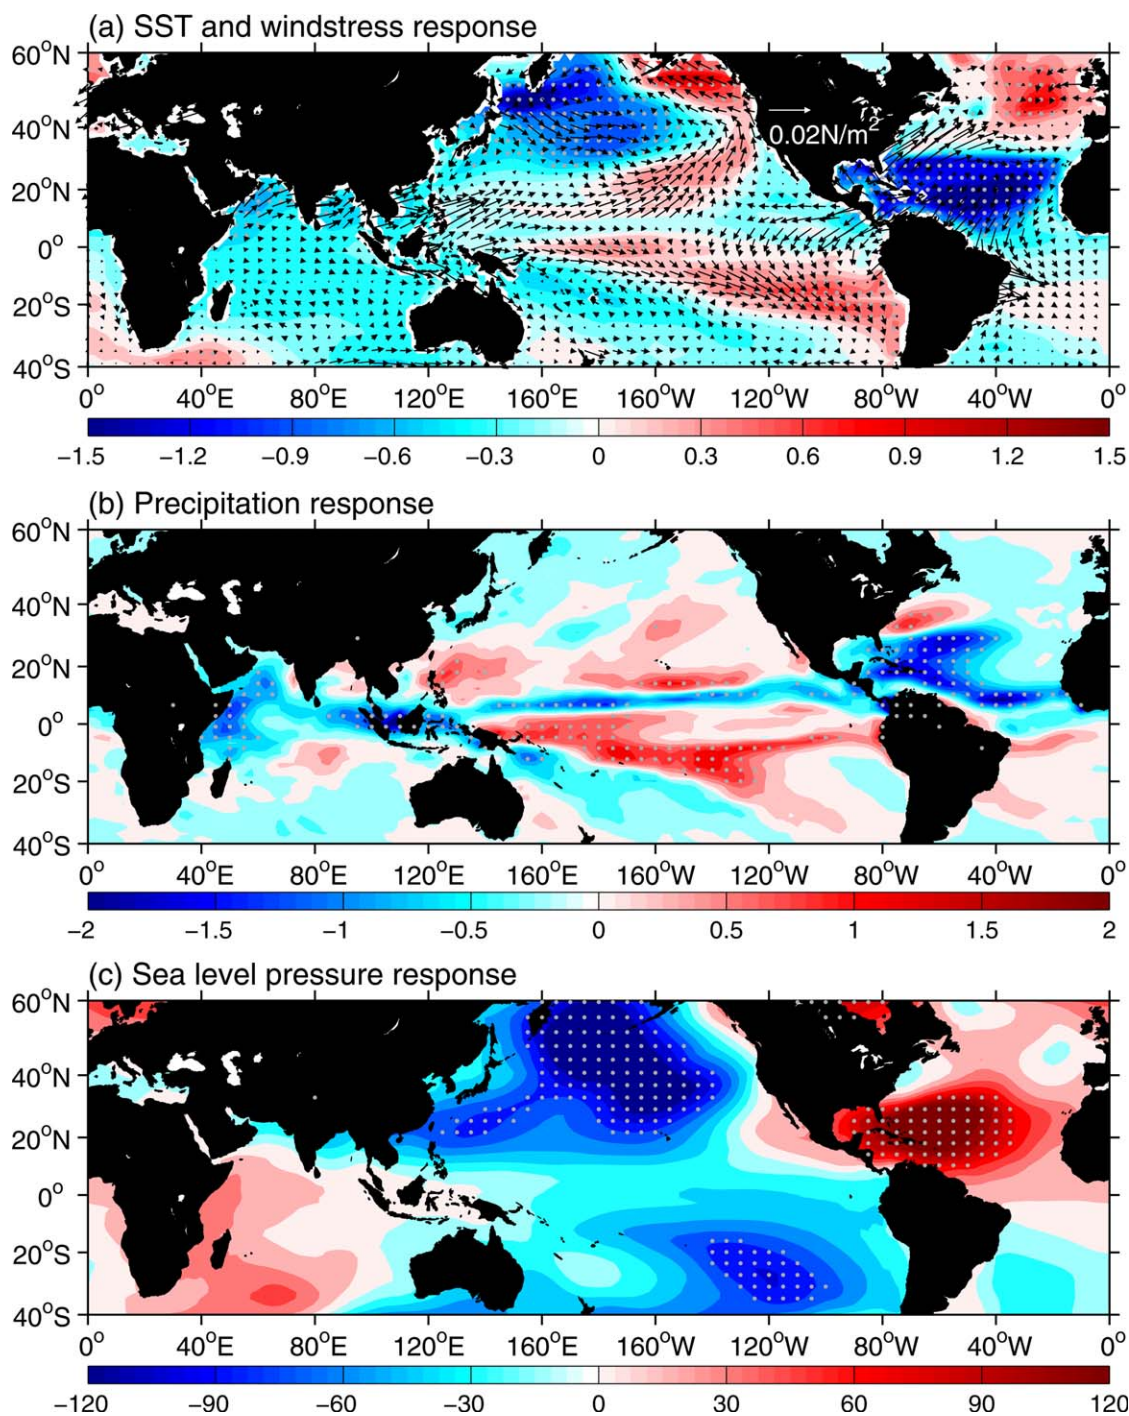 (a) SST and windstress response
60°N
40°N
20°N
0°
20°S
40°S
0.02N/m²
0° 40°E 80°E 120°E 160°E 160°W 120°W 80°W 40°W 0°
−1.5 −1.2 −0.9 −0.6 −0.3 0 0.3 0.6 0.9 1.2 1.5
(b) Precipitation response
60°N
40°N
20°N
0°
20°S
40°S
0° 40°E 80°E 120°E 160°E 160°W 120°W 80°W 40°W 0°
−2 −1.5 −1 −0.5 0 0.5 1 1.5 2
(c) Sea level pressure response
60°N
40°N
20°N
0°
20°S
40°S
0° 40°E 80°E 120°E 160°E 160°W 120°W 80°W 40°W 0°
−120 −90 −60 −30 0 30 60 90 120